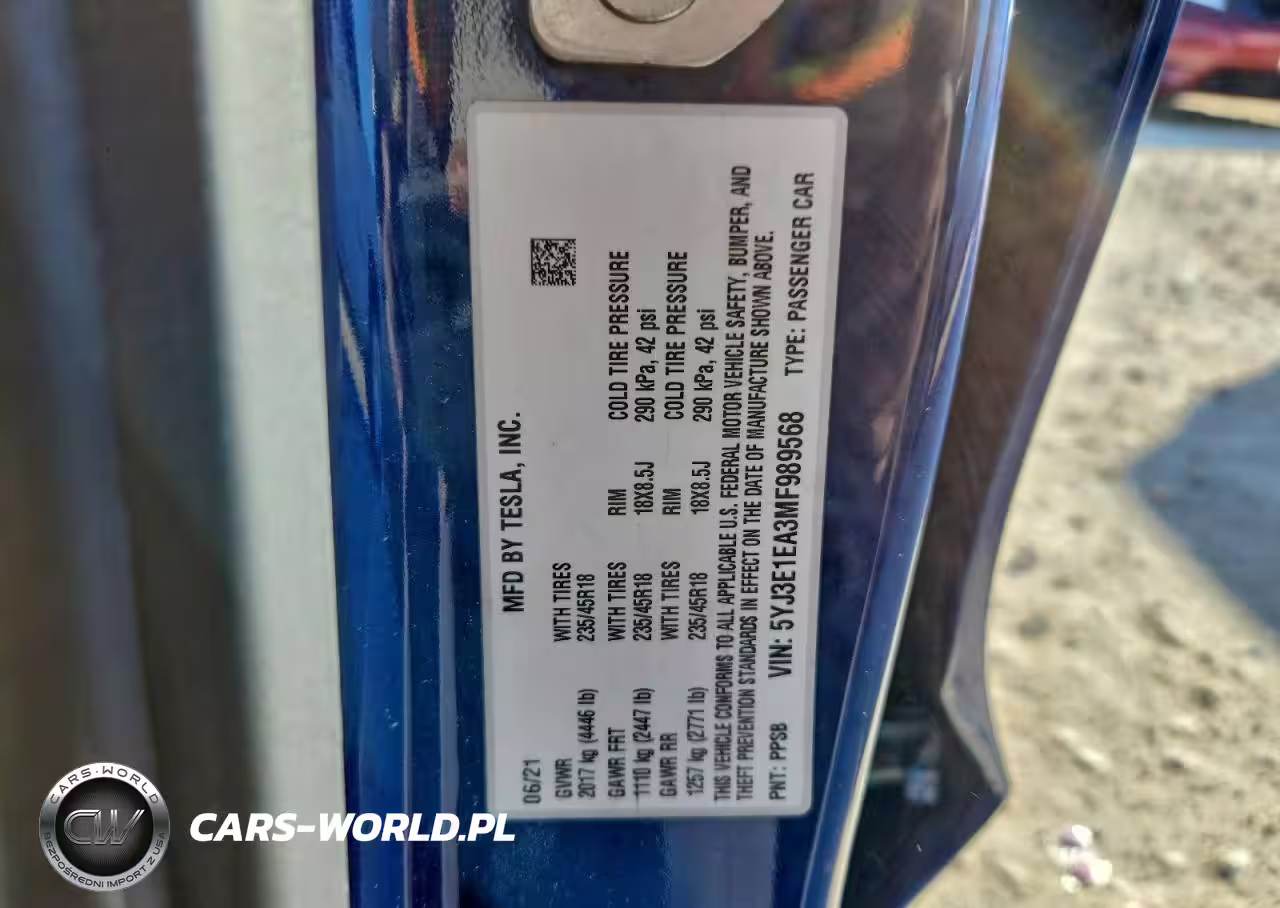 MFD BY TESLA, INC.
06/21
GVWR WITH TIRES
2017 kg (4446 lb) 235/45R18
GAWR FRT WITH TIRES RIM COLD TIRE PRESSURE
1110 kg (2447 lb) 235/45R18 18X8.5J 290 kPa, 42 psi
GAWR RR WITH TIRES RIM COLD TIRE PRESSURE
1257 kg (2771 lb) 235/45R18 18X8.5J 290 kPa, 42 psi
THIS VEHICLE CONFORMS TO ALL APPLICABLE U.S. FEDERAL MOTOR VEHICLE SAFETY, BUMPER, AND
THEFT PREVENTION STANDARDS IN EFFECT ON THE DATE OF MANUFACTURE SHOWN ABOVE.
PNT: PPSB VIN: 5YJ3E1EA3MF989568 TYPE: PASSENGER CAR
CARS-WORLD
CW
BEZPOŚREDNI IMPORT Z USA
CARS-WORLD.PL